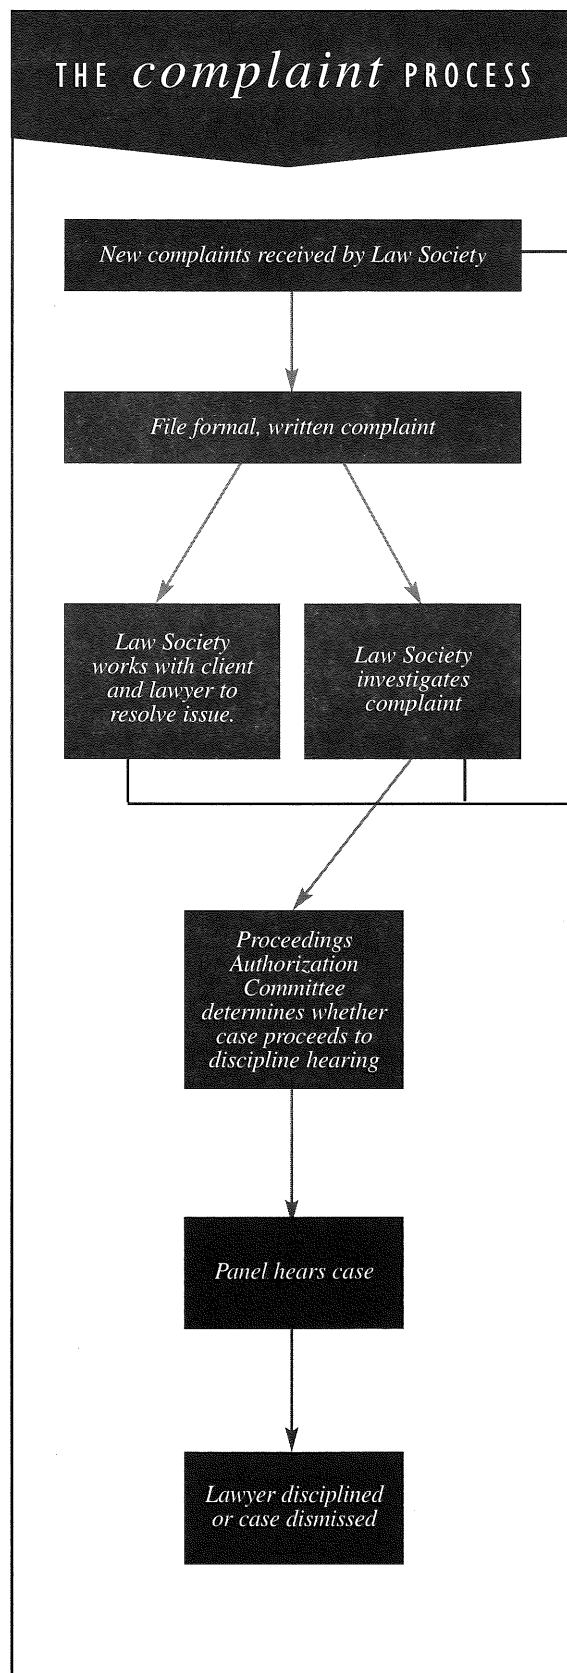 THE complaint PROCESS
New complaints received by Law Society
File formal, written complaint
Law Society
works with client
and lawyer to
resolve issue.
Law Society
investigates
complaint
Proceedings
Authorization
Committee
determines whether
case proceeds to
discipline hearing
Panel hears case
Lawyer disciplined
or case dismissed